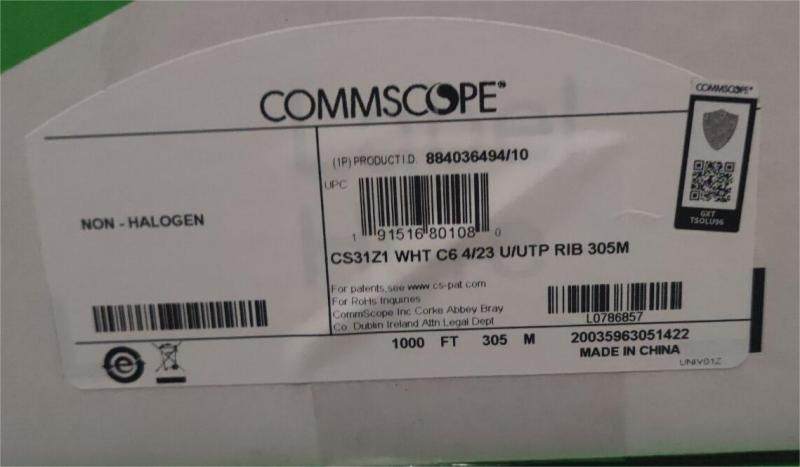 COMMSCOPE®
COMMSCOPE®
(1P) PRODUCT I.D. 884036494/10
UPC
1 91516 80108 0
NON - HALOGEN
GXT
TSOLU96
CS31Z1 WHT C6 4/23 U/UTP RIB 305M
For patents,see www.cs-pat.com
For RoHs Inquiries
CommScope Inc Corke Abbey Bray
Co. Dublin Ireland Attn Legal Dept
L0786857
1000 FT 305 M
20035963051422
MADE IN CHINA
UNIV01Z